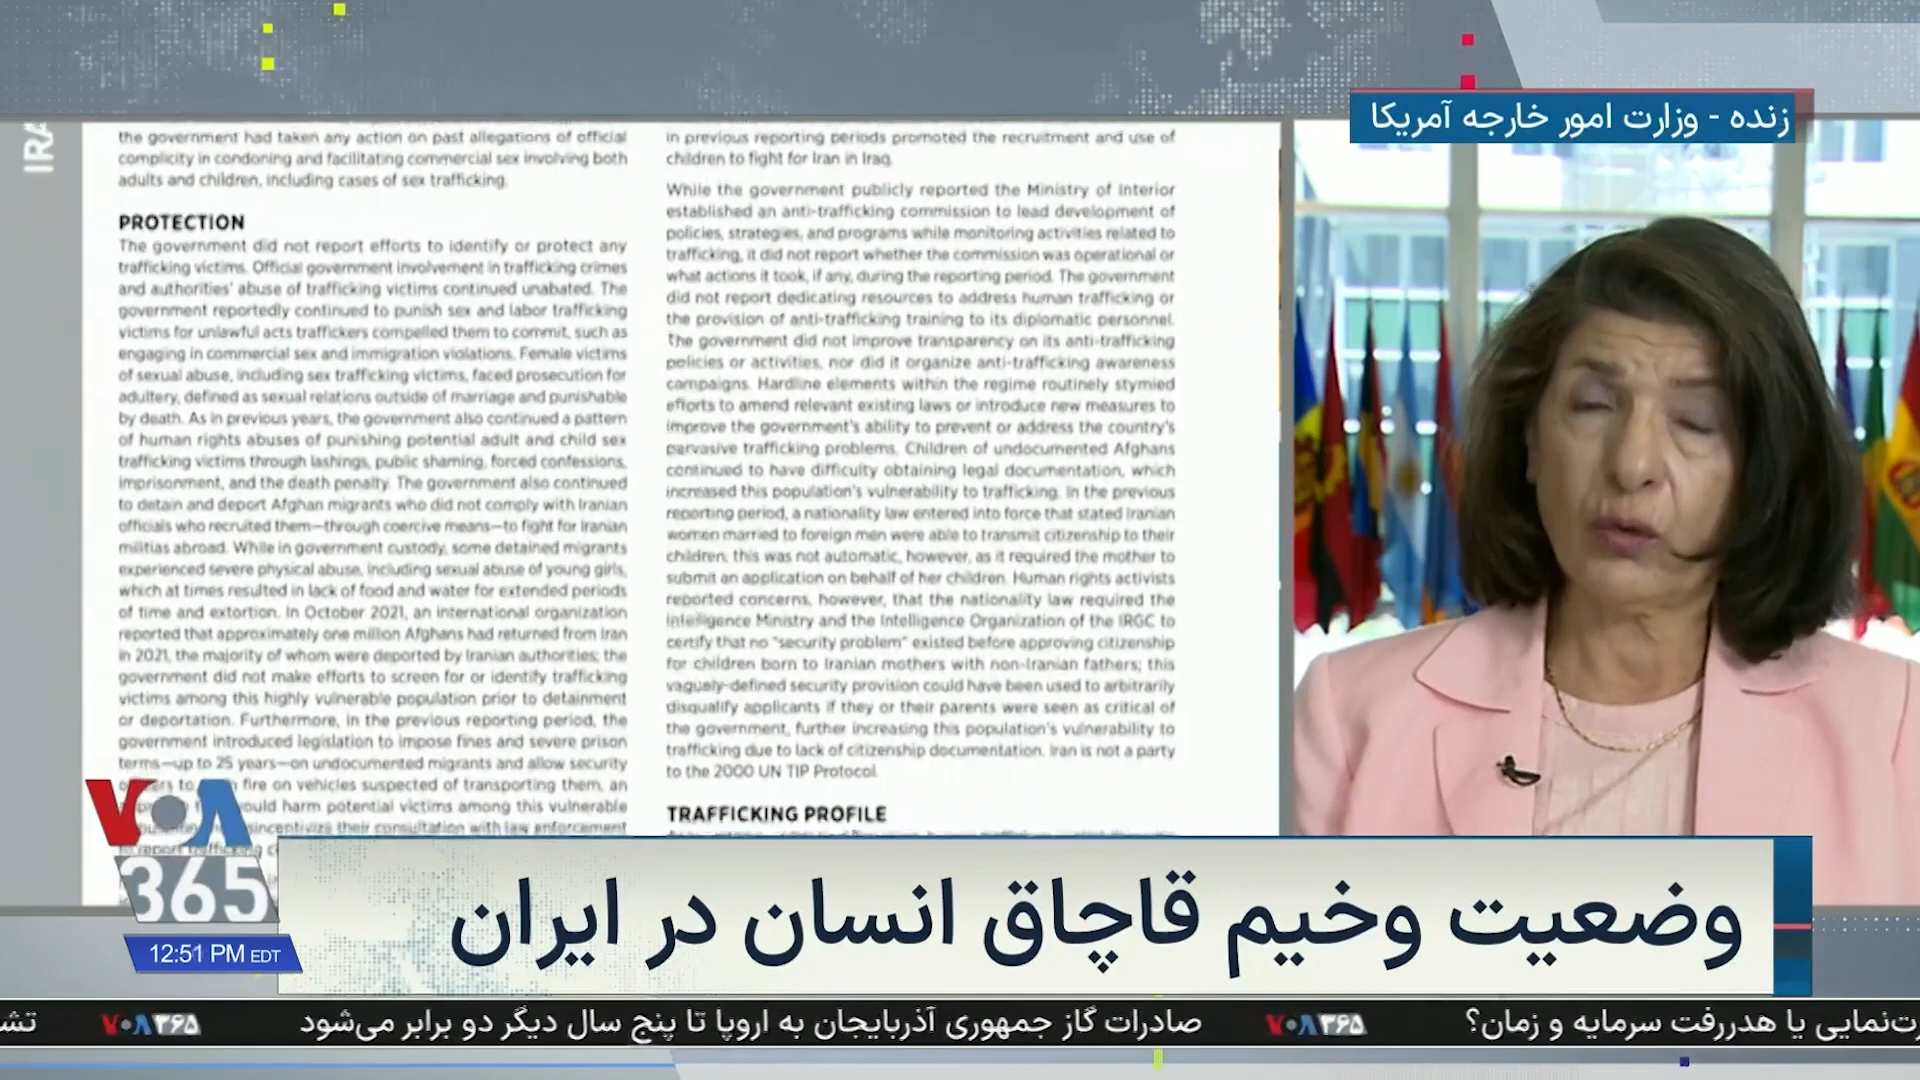 زنده - وزارت امور خارجه آمریکا
IRA
the government had taken any action on past allegations of official
complicity in condoning and facilitating commercial sex involving both
adults and children, including cases of sex trafficking.
PROTECTION
The government did not report efforts to identify or protect any
trafficking victims. Official government involvement in trafficking crimes
and authorities' abuse of trafficking victims continued unabated. The
government reportedly continued to punish sex and labor trafficking
victims for unlawful acts traffickers compelled them to commit, such as
engaging in commercial sex and immigration violations. Female victims
of sexual abuse, including sex trafficking victims, faced prosecution for
adultery, defined as sexual relations outside of marriage and punishable
by death. As in previous years, the government also continued a pattern
of human rights abuses of punishing potential adult and child sex
trafficking victims through lashings, public shaming, forced confessions,
imprisonment, and the death penalty. The government also continued
to detain and deport Afghan migrants who did not comply with Iranian
officials who recruited them—through coercive means—to fight for Iranian
militias abroad. While in government custody, some detained migrants
experienced severe physical abuse, including sexual abuse of young girls,
which at times resulted in lack of food and water for extended periods
of time and extortion. In October 2021, an international organization
reported that approximately one million Afghans had returned from Iran
in 2021, the majority of whom were deported by Iranian authorities; the
government did not make efforts to screen for or identify trafficking
victims among this highly vulnerable population prior to detainment
or deportation. Furthermore, in the previous reporting period, the
government introduced legislation to impose fines and severe prison
terms—up to 25 years—on undocumented migrants and allow security
to fire on vehicles suspected of transporting them, an
would harm potential victims among this vulnerable
their consultation with law enforcement
to report trafficking
in previous reporting periods promoted the recruitment and use of
children to fight for Iran in Iraq.
While the government publicly reported the Ministry of Interior
established an anti-trafficking commission to lead development of
policies, strategies, and programs while monitoring activities related to
trafficking, it did not report whether the commission was operational or
what actions it took, if any, during the reporting period. The government
did not report dedicating resources to address human trafficking or
the provision of anti-trafficking training to its diplomatic personnel.
The government did not improve transparency on its anti-trafficking
policies or activities, nor did it organize anti-trafficking awareness
campaigns. Hardline elements within the regime routinely stymied
efforts to amend relevant existing laws or introduce new measures to
improve the government's ability to prevent or address the country's
pervasive trafficking problems. Children of undocumented Afghans
continued to have difficulty obtaining legal documentation, which
increased this population's vulnerability to trafficking. In the previous
reporting period, a nationality law entered into force that stated Iranian
women married to foreign men were able to transmit citizenship to their
children; this was not automatic, however, as it required the mother to
submit an application on behalf of her children. Human rights activists
reported concerns, however, that the nationality law required the
Intelligence Ministry and the Intelligence Organization of the IRGC to
certify that no "security problem" existed before approving citizenship
for children born to Iranian mothers with non-Iranian fathers; this
vaguely-defined security provision could have been used to arbitrarily
disqualify applicants if they or their parents were seen as critical of
the government, further increasing this population's vulnerability to
trafficking due to lack of citizenship documentation. Iran is not a party
to the 2000 UN TIP Protocol.
TRAFFICKING PROFILE
VOA
365
12:51 PM EDT
وضعیت وخیم قاچاق انسان در ایران
رت‌نمایی یا هدررفت سرمایه و زمان؟ VOA۳۶۵ صادرات گاز جمهوری آذربایجان به اروپا تا پنج سال دیگر دو برابر می‌شود VOA۳۶۵ تش